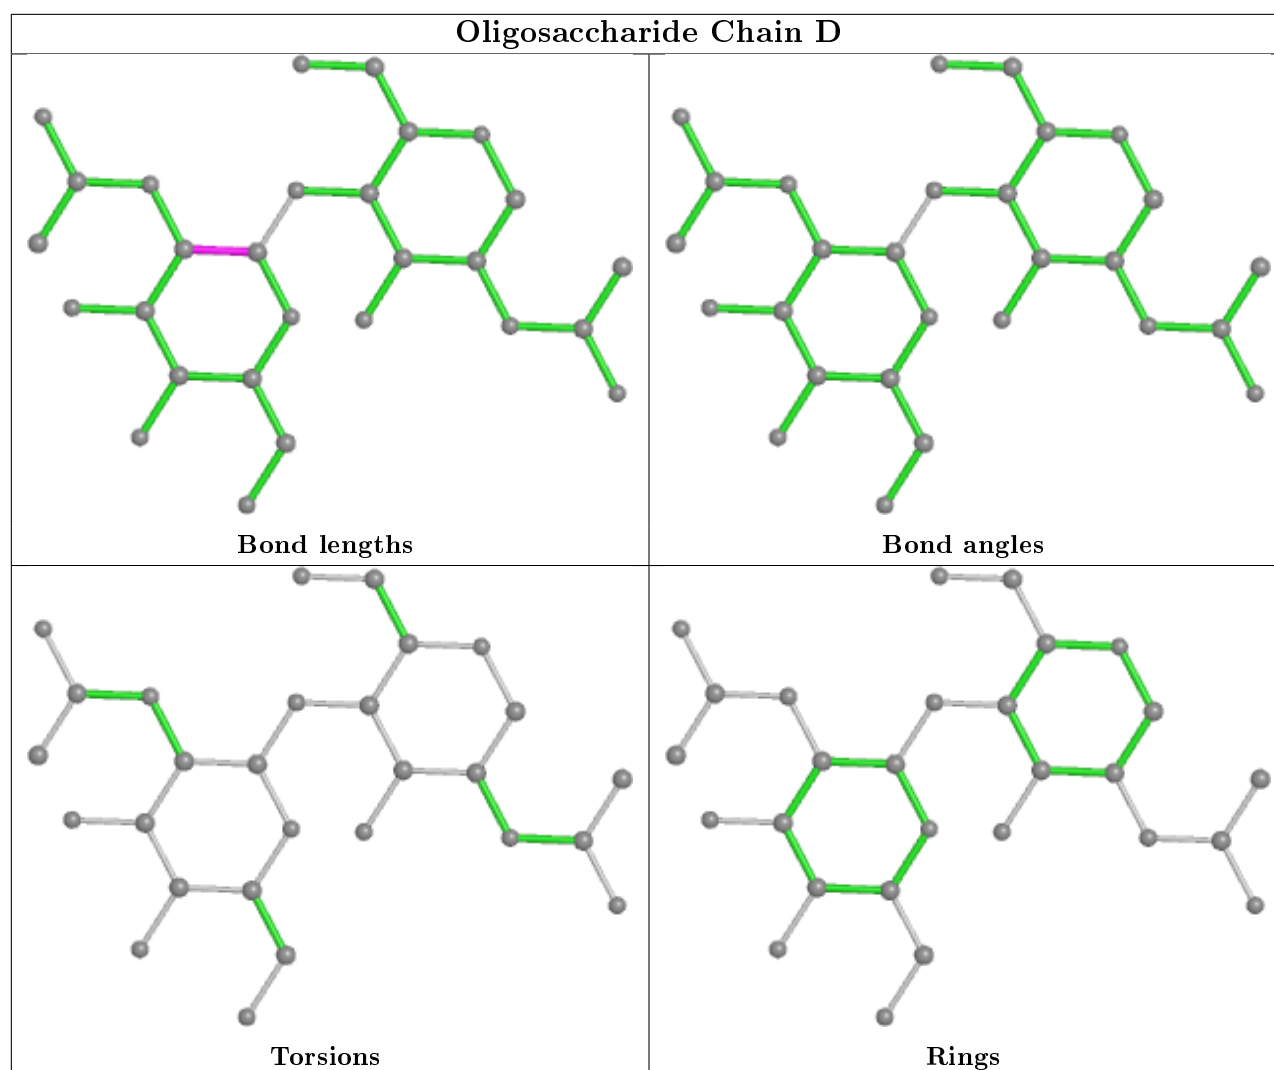 Oligosaccharide Chain D
Bond lengths
Bond angles
Torsions
Rings